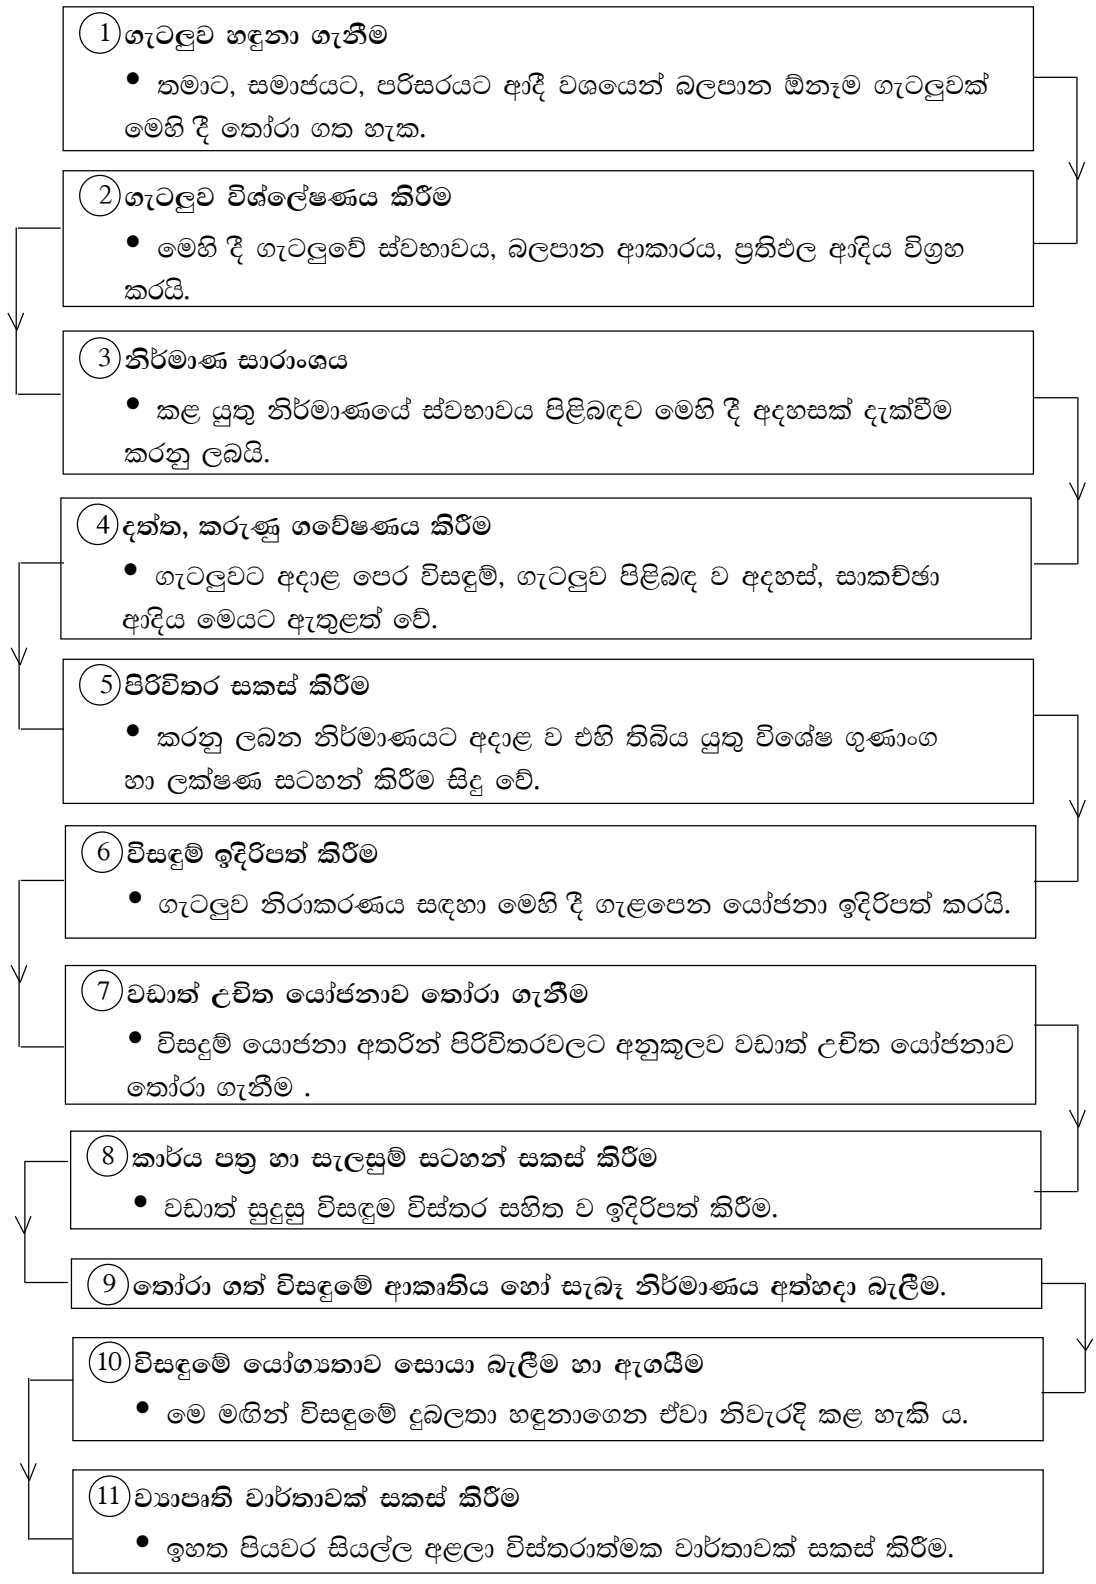 1 ගැටලුව හඳුනා ගැනීම
• තමාට, සමාජයට, පරිසරයට ආදී වශයෙන් බලපාන ඕනෑම ගැටලුවක්
මෙහි දී තෝරා ගත හැක.
2 ගැටලුව විශ්ලේෂණය කිරීම
• මෙහි දී ගැටලුවේ ස්වභාවය, බලපාන ආකාරය, ප්‍රතිඵල ආදිය විග්‍රහ
කරයි.
3 නිර්මාණ සාරාංශය
• කළ යුතු නිර්මාණයේ ස්වභාවය පිළිබඳව මෙහි දී අදහසක් දැක්වීම
කරනු ලබයි.
4 දත්ත, කරුණු ගවේෂණය කිරීම
• ගැටලුවට අදාළ පෙර විසඳුම්, ගැටලුව පිළිබඳ ව අදහස්, සාකච්ඡා
ආදිය මෙයට ඇතුළත් වේ.
5 පිරිවිතර සකස් කිරීම
• කරනු ලබන නිර්මාණයට අදාළ ව එහි තිබිය යුතු විශේෂ ගුණාංග
හා ලක්ෂණ සටහන් කිරීම සිදු වේ.
6 විසඳුම් ඉදිරිපත් කිරීම
• ගැටලුව නිරාකරණය සඳහා මෙහි දී ගැළපෙන යෝජනා ඉදිරිපත් කරයි.
7 වඩාත් උචිත යෝජනාව තෝරා ගැනීම
• විසදුම් යොජනා අතරින් පිරිවිතරවලට අනුකූලව වඩාත් උචිත යෝජනාව
තෝරා ගැනීම .
8 කාර්ය පත්‍ර හා සැලසුම් සටහන් සකස් කිරීම
• වඩාත් සුදුසු විසඳුම විස්තර සහිත ව ඉදිරිපත් කිරීම.
9 තෝරා ගත් විසඳුමේ ආකෘතිය හෝ සැබෑ නිර්මාණය අත්හදා බැලීම.
10 විසඳුමේ යෝග්‍යතාව සොයා බැලීම හා ඇගයීම
• මෙ මඟින් විසඳුමේ දුබලතා හඳුනාගෙන ඒවා නිවැරදි කළ හැකි ය.
11 ව්‍යාපෘති වාර්තාවක් සකස් කිරීම
• ඉහත පියවර සියල්ල අළලා විස්තරාත්මක වාර්තාවක් සකස් කිරීම.